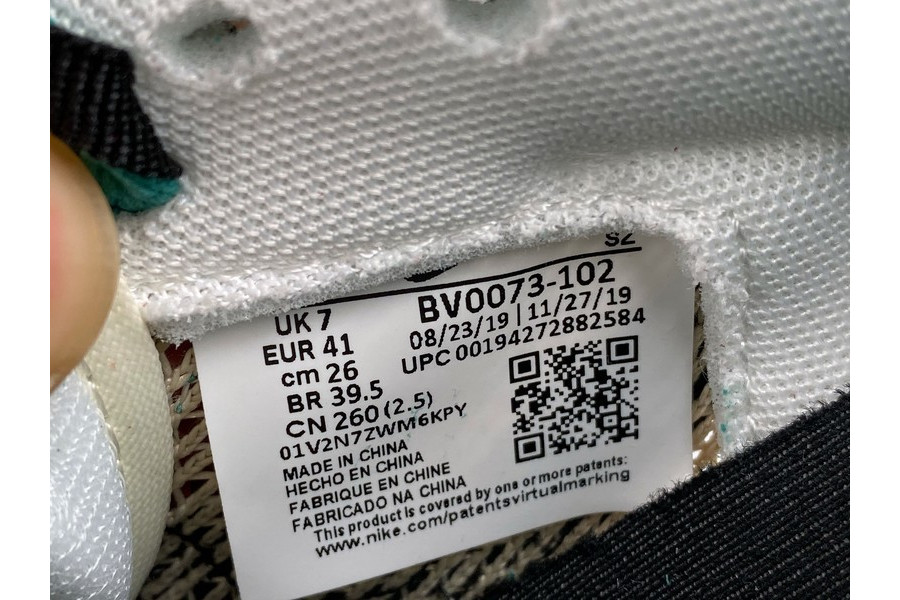 SZ
UK 7
EUR 41
cm 26
BR 39.5
CN 260 (2.5)
01V2N7ZWM6KPY
BV0073-102
08/23/19 | 11/27/19
UPC 00194272882584
MADE IN CHINA
HECHO EN CHINA
FABRIQUE EN CHINE
FABRICADO NA CHINA
This product is covered by one or more patents:
www.nike.com/patentsvirtualmarking